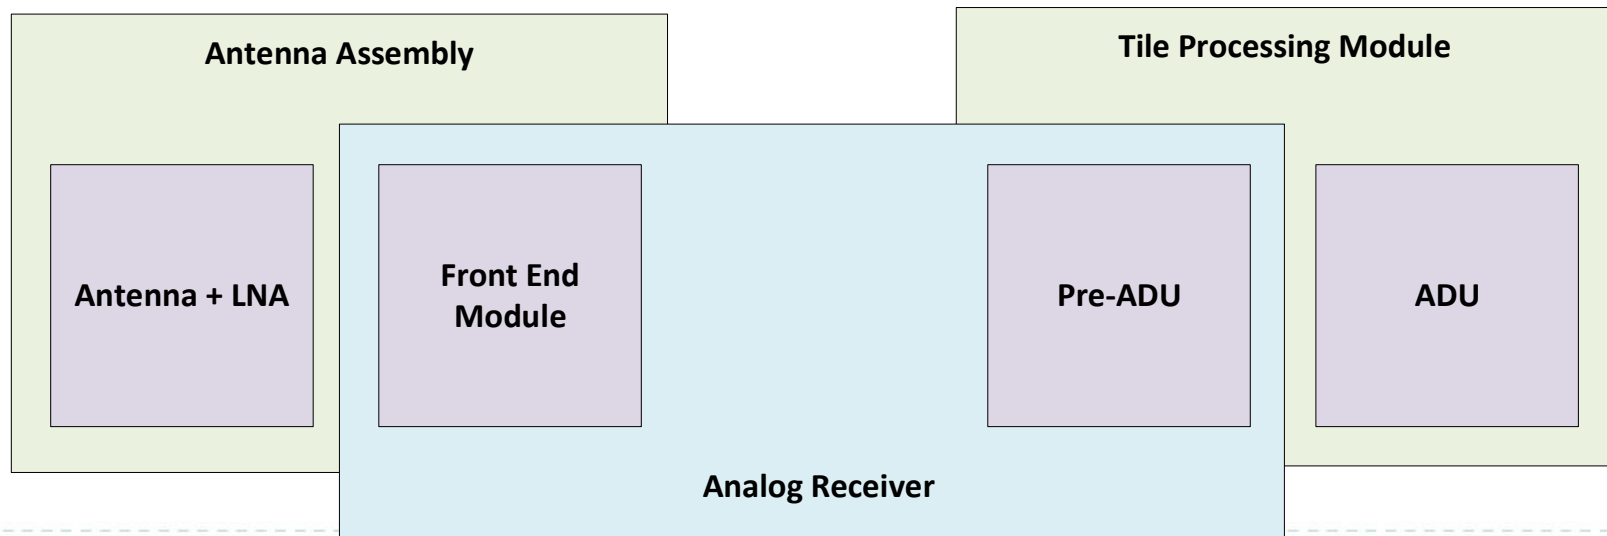 Antenna Assembly
Tile Processing Module
Antenna + LNA
Front End
Module
Pre-ADU
ADU
Analog Receiver